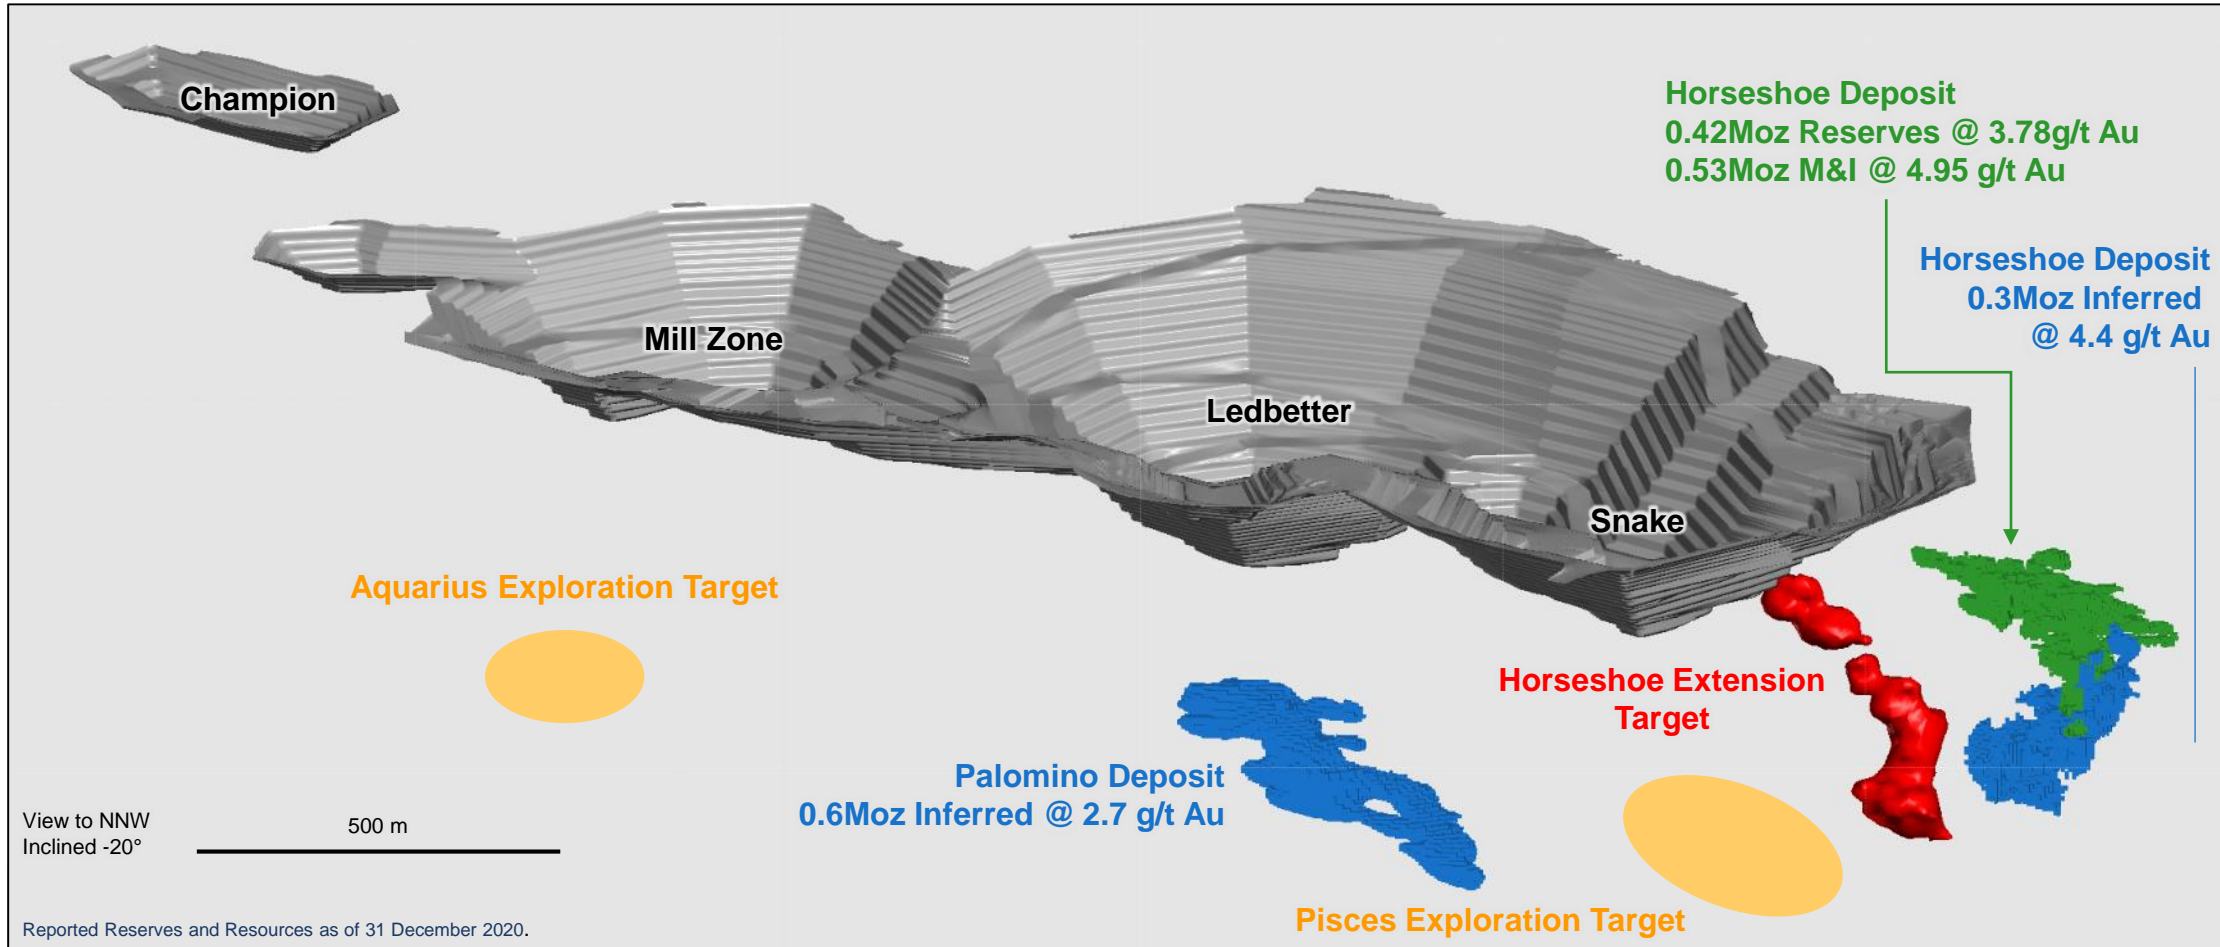 Champion
Horseshoe Deposit
0.42Moz Reserves @ 3.78g/t Au
0.53Moz M&I @ 4.95 g/t Au
Horseshoe Deposit
0.3Moz Inferred
@ 4.4 g/t Au
Mill Zone
Ledbetter
Snake
Aquarius Exploration Target
Horseshoe Extension
Target
Palomino Deposit
0.6Moz Inferred @ 2.7 g/t Au
View to NNW
Inclined -20°
500 m
Pisces Exploration Target
Reported Reserves and Resources as of 31 December 2020.